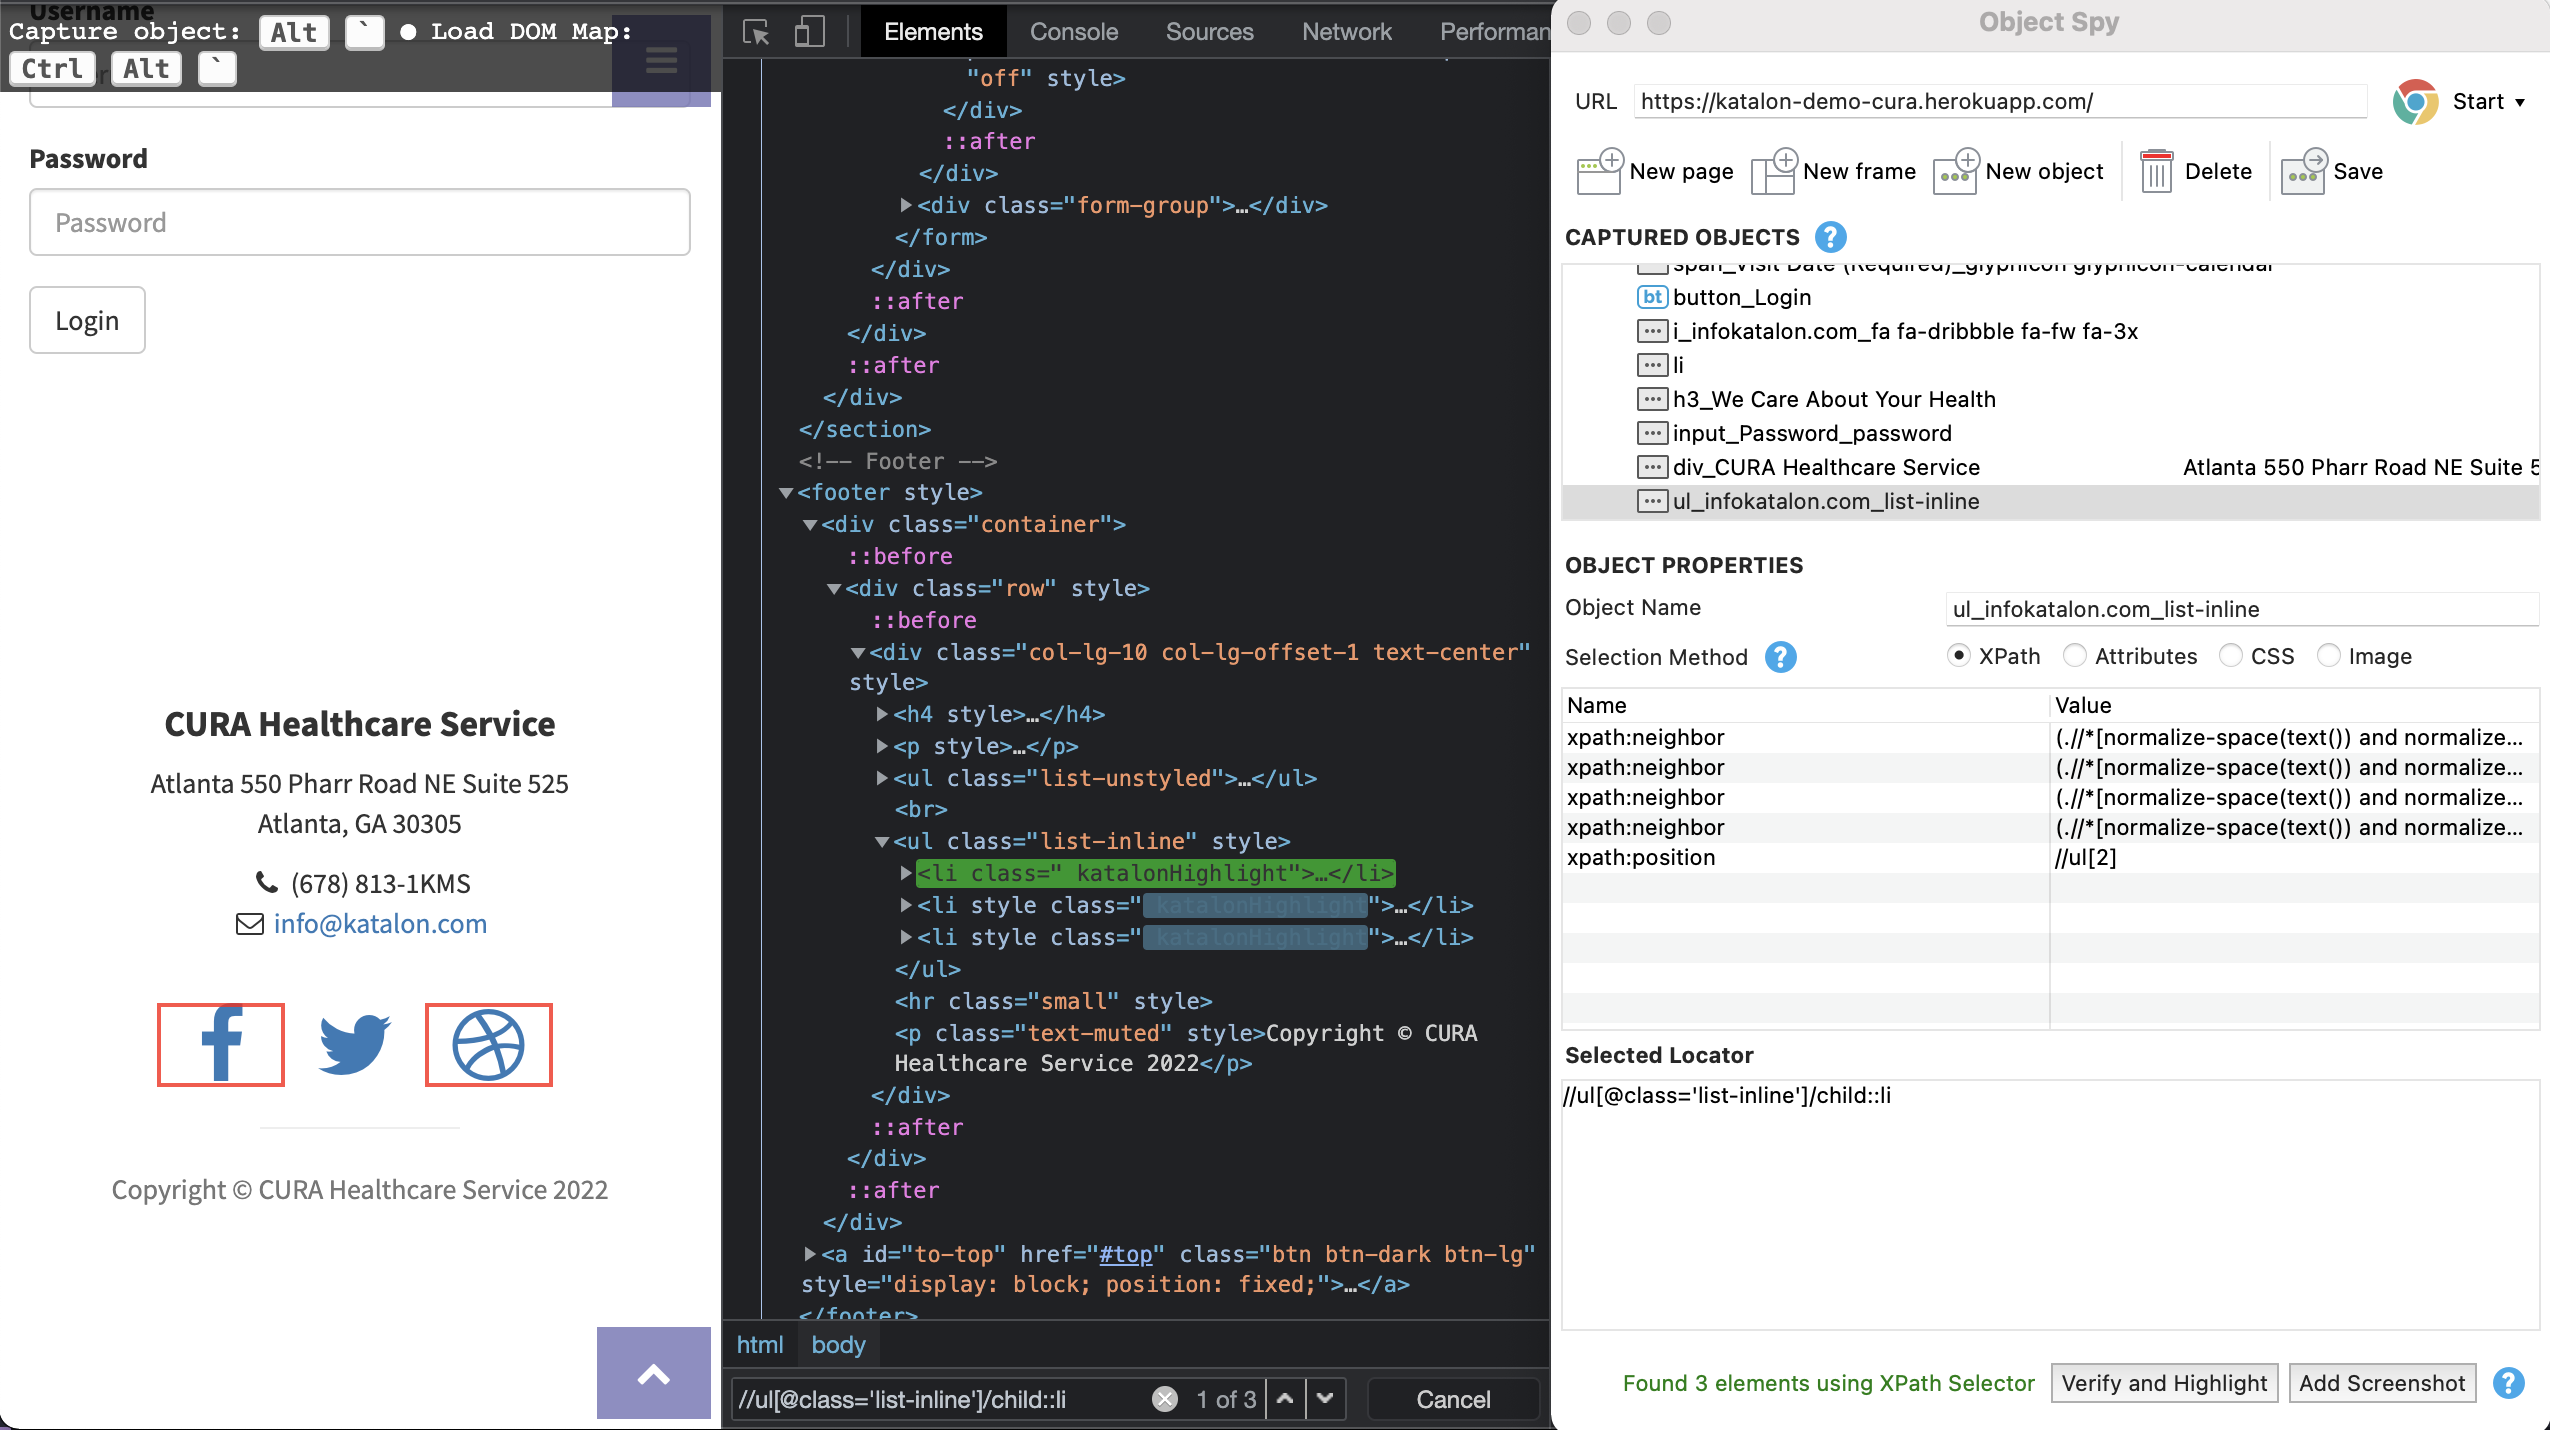 Username
Capture object: Alt ` ● Load DOM Map:
Ctrl Alt `
Password
Password
Login
CURA Healthcare Service
Atlanta 550 Pharr Road NE Suite 525
Atlanta, GA 30305
(678) 813-1KMS
info@katalon.com
Copyright © CURA Healthcare Service 2022
Elements Console Sources Network Performan
"off" style>
</div>
::after
</div>
<div class="form-group">…</div>
</form>
</div>
::after
</div>
::after
</div>
</section>
<!-- Footer -->
<footer style>
<div class="container">
::before
<div class="row" style>
::before
<div class="col-lg-10 col-lg-offset-1 text-center"
style>
<h4 style>…</h4>
<p style>…</p>
<ul class="list-unstyled">…</ul>
<br>
<ul class="list-inline" style>
<li class=" katalonHighlight">…</li>
<li style class=" katalonHighlight">…</li>
<li style class=" katalonHighlight">…</li>
</ul>
<hr class="small" style>
<p class="text-muted" style>Copyright © CURA
Healthcare Service 2022</p>
</div>
::after
</div>
::after
</div>
<a id="to-top" href="#top" class="btn btn-dark btn-lg"
style="display: block; position: fixed;">…</a>
</footer>
html body
//ul[@class='list-inline']/child::li 1 of 3 Cancel
Object Spy
URL https://katalon-demo-cura.herokuapp.com/ Start
New page New frame New object Delete Save
CAPTURED OBJECTS ?
span_Visit Date (Required)_glyphicon glyphicon-calendar
bt button_Login
i_infokatalon.com_fa fa-dribbble fa-fw fa-3x
li
h3_We Care About Your Health
input_Password_password
div_CURA Healthcare Service Atlanta 550 Pharr Road NE Suite 5
ul_infokatalon.com_list-inline
OBJECT PROPERTIES
Object Name ul_infokatalon.com_list-inline
Selection Method ? XPath Attributes CSS Image
Name Value
xpath:neighbor (.//*[normalize-space(text()) and normalize...
xpath:neighbor (.//*[normalize-space(text()) and normalize...
xpath:neighbor (.//*[normalize-space(text()) and normalize...
xpath:neighbor (.//*[normalize-space(text()) and normalize...
xpath:position //ul[2]
Selected Locator
//ul[@class='list-inline']/child::li
Found 3 elements using XPath Selector Verify and Highlight Add Screenshot ?